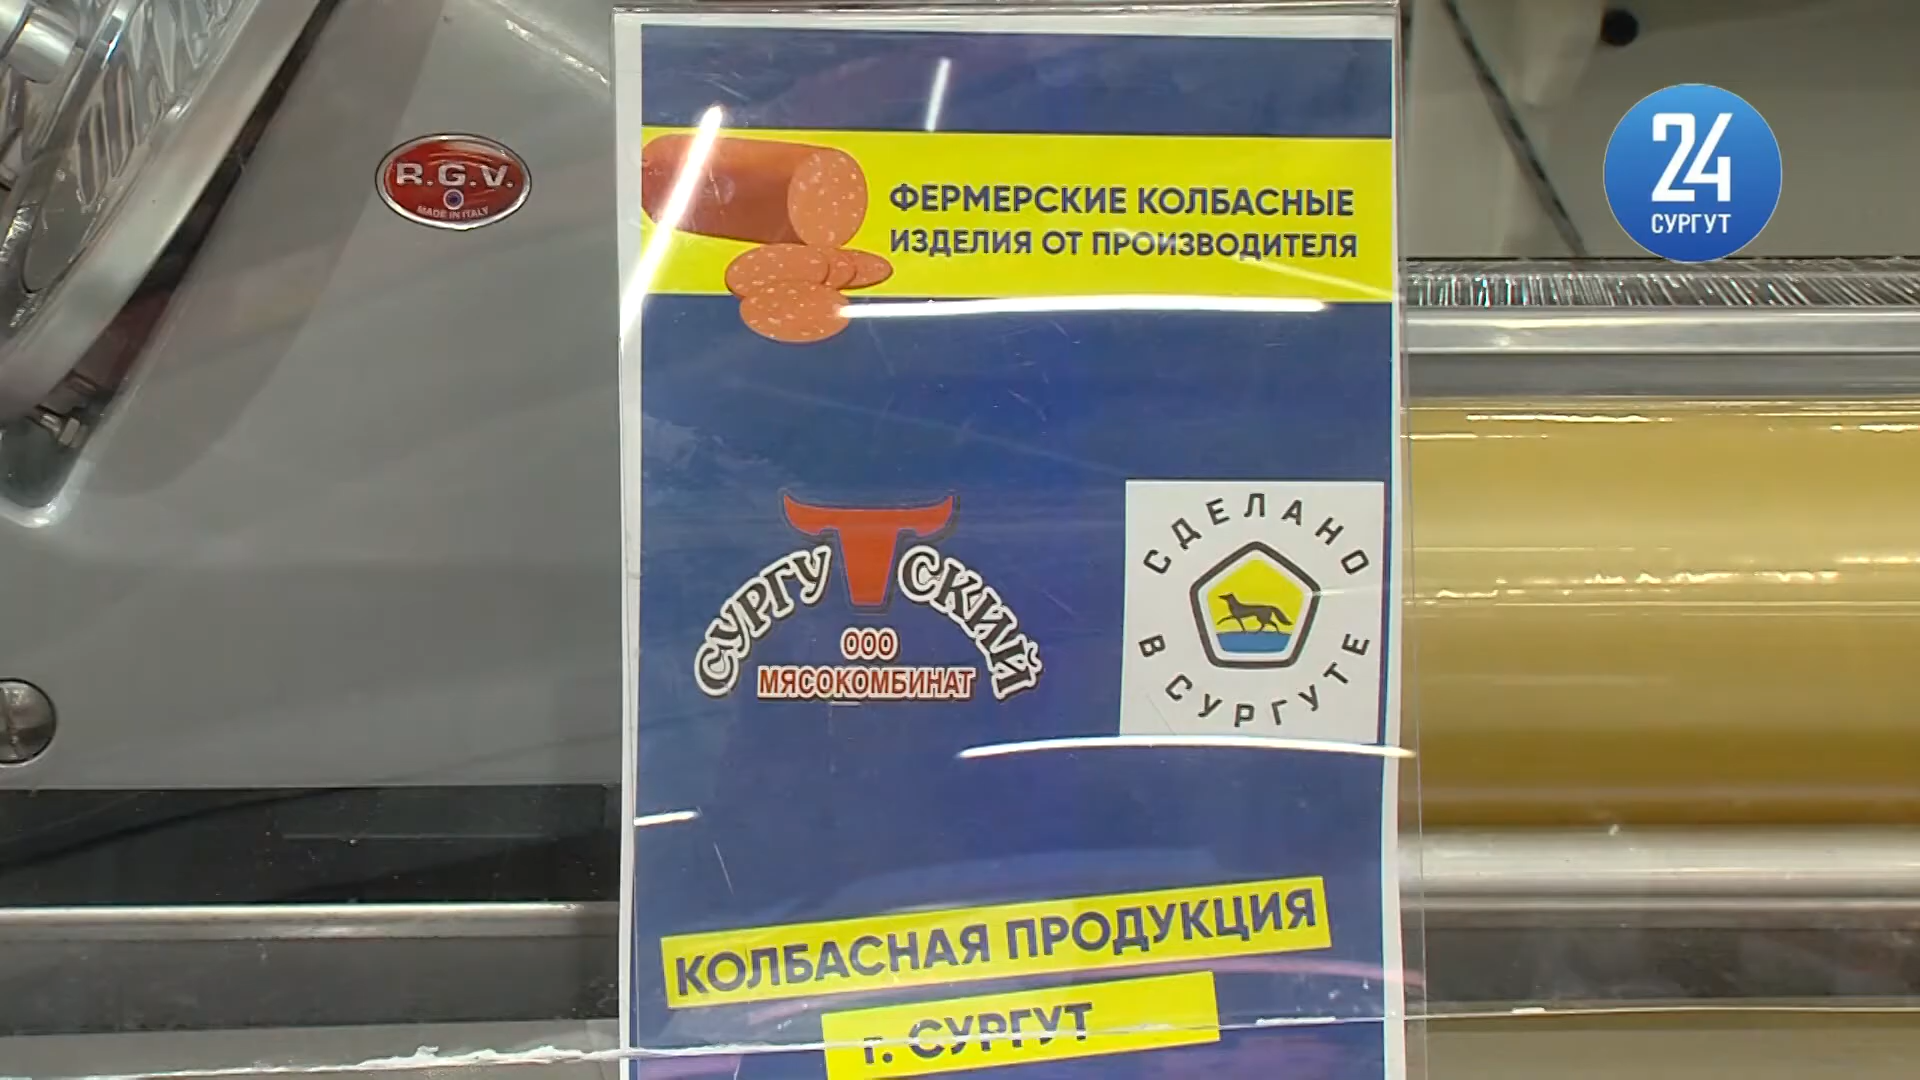 24
СУРГУТ
R.G.V.
MADE IN ITALY
ФЕРМЕРСКИЕ КОЛБАСНЫЕ
ИЗДЕЛИЯ ОТ ПРОИЗВОДИТЕЛЯ
СУРГУТСКИЙ
ООО
МЯСОКОМБИНАТ
СДЕЛАНО
В СУРГУТЕ
КОЛБАСНАЯ ПРОДУКЦИЯ
г. СУРГУТ